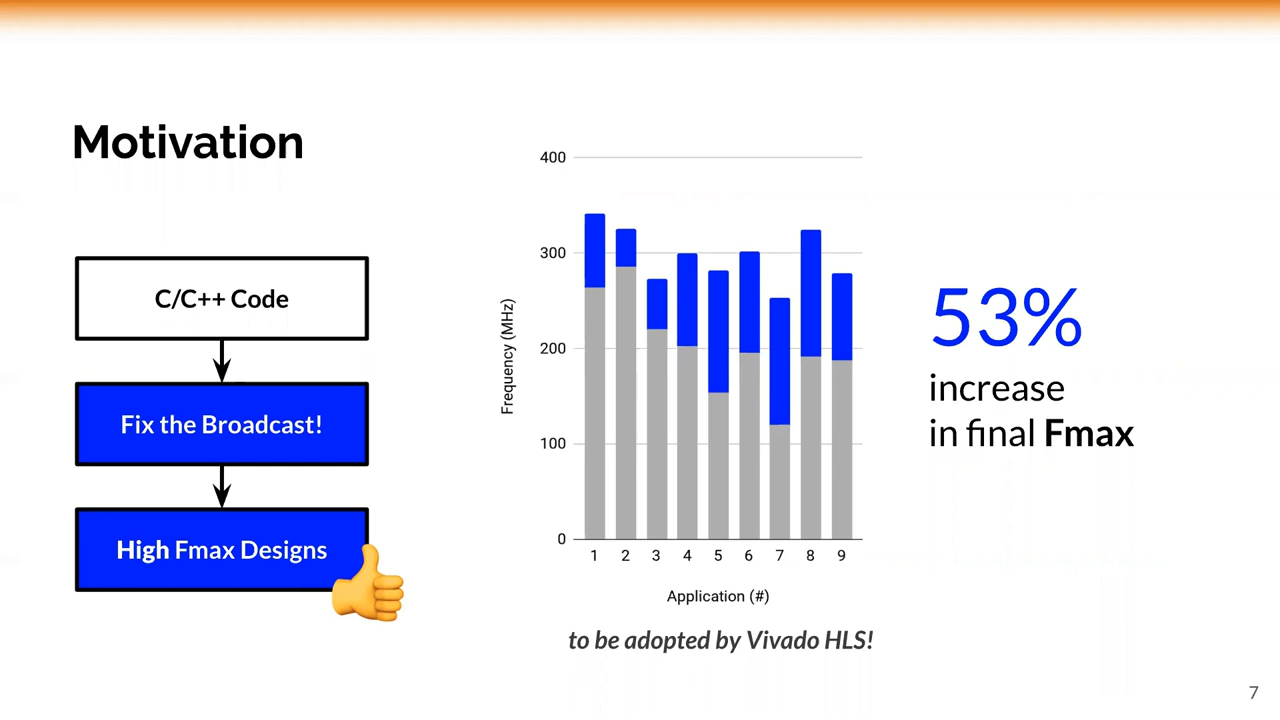 Motivation
C/C++ Code
Fix the Broadcast!
High Fmax Designs
400
300
200
100
0
Frequency (MHz)
1 2 3 4 5 6 7 8 9
Application (#)
to be adopted by Vivado HLS!
53%
increase
in final Fmax
7